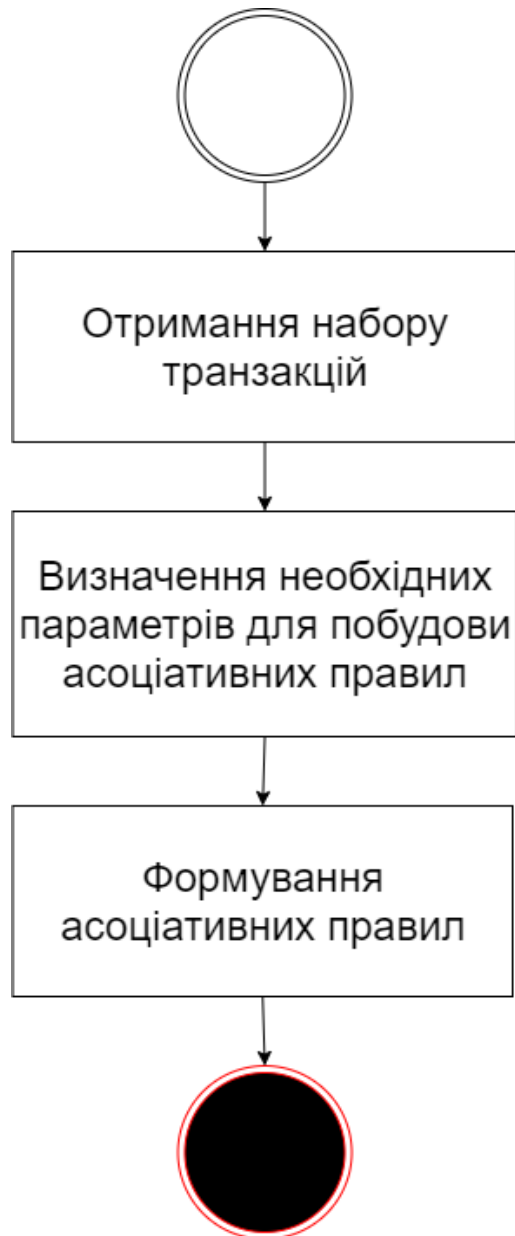 Отримання набору
транзакцій
Визначення необхідних
параметрів для побудови
асоціативних правил
Формування
асоціативних правил